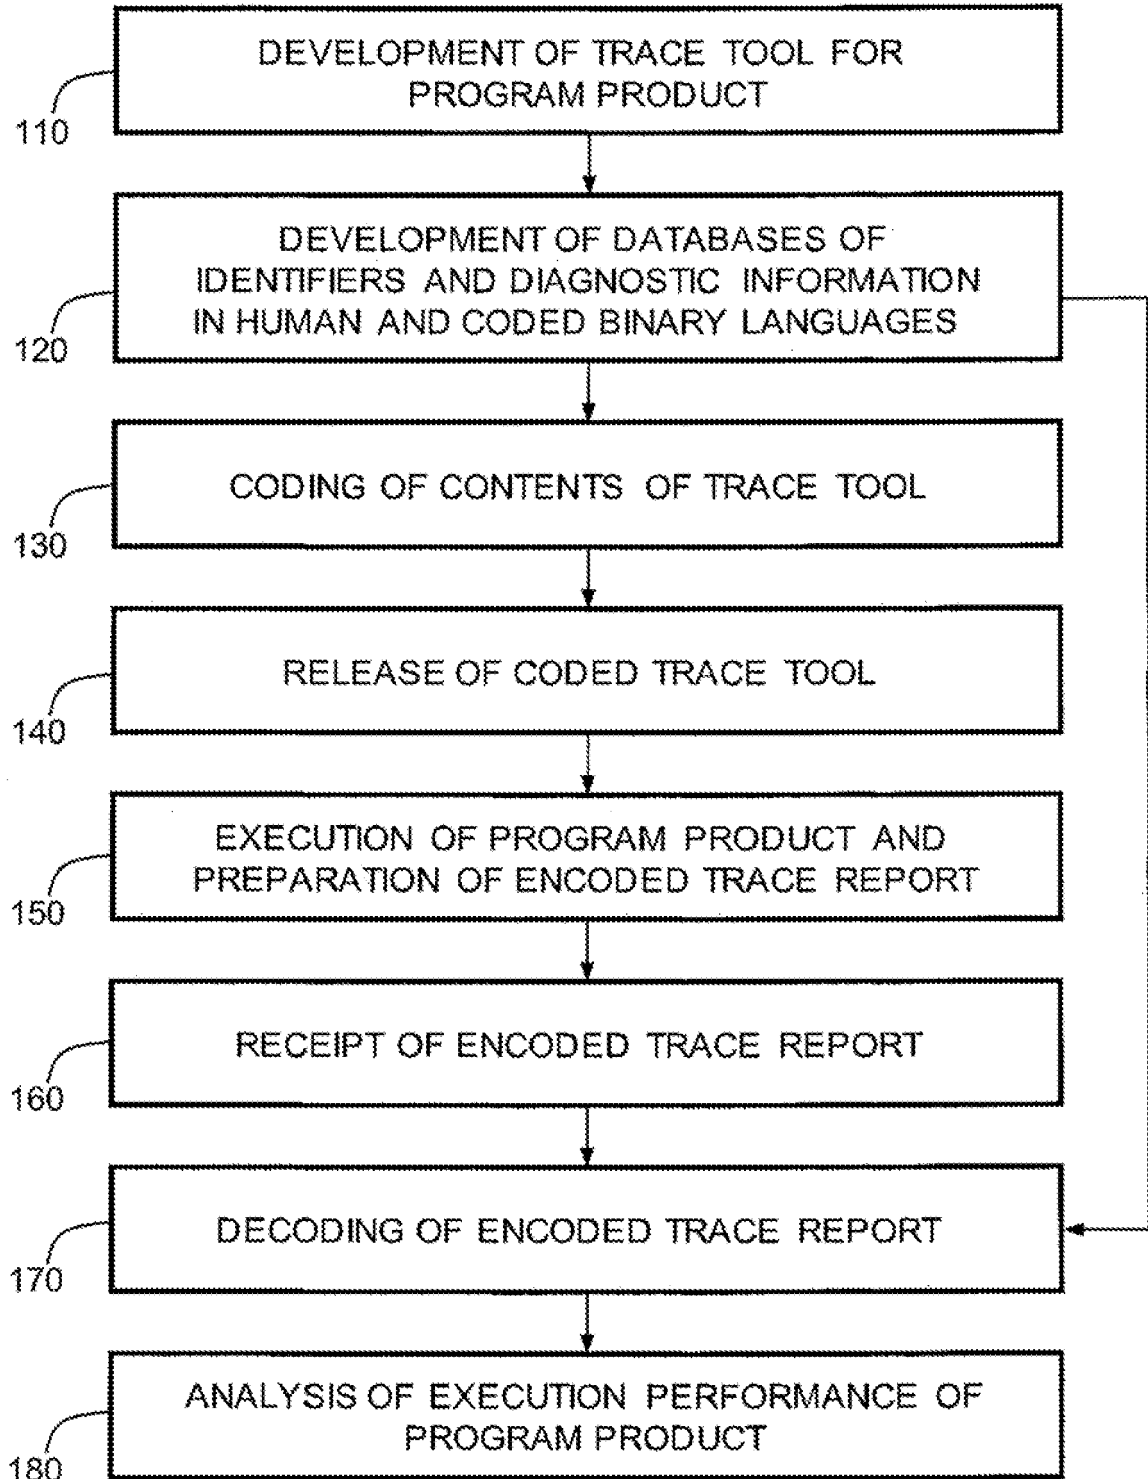 DEVELOPMENT OF TRACE TOOL FOR
PROGRAM PRODUCT
110
DEVELOPMENT OF DATABASES OF
IDENTIFIERS AND DIAGNOSTIC INFORMATION
IN HUMAN AND CODED BINARY LANGUAGES
120
CODING OF CONTENTS OF TRACE TOOL
130
RELEASE OF CODED TRACE TOOL
140
EXECUTION OF PROGRAM PRODUCT AND
PREPARATION OF ENCODED TRACE REPORT
150
RECEIPT OF ENCODED TRACE REPORT
160
DECODING OF ENCODED TRACE REPORT
170
ANALYSIS OF EXECUTION PERFORMANCE OF
PROGRAM PRODUCT
180